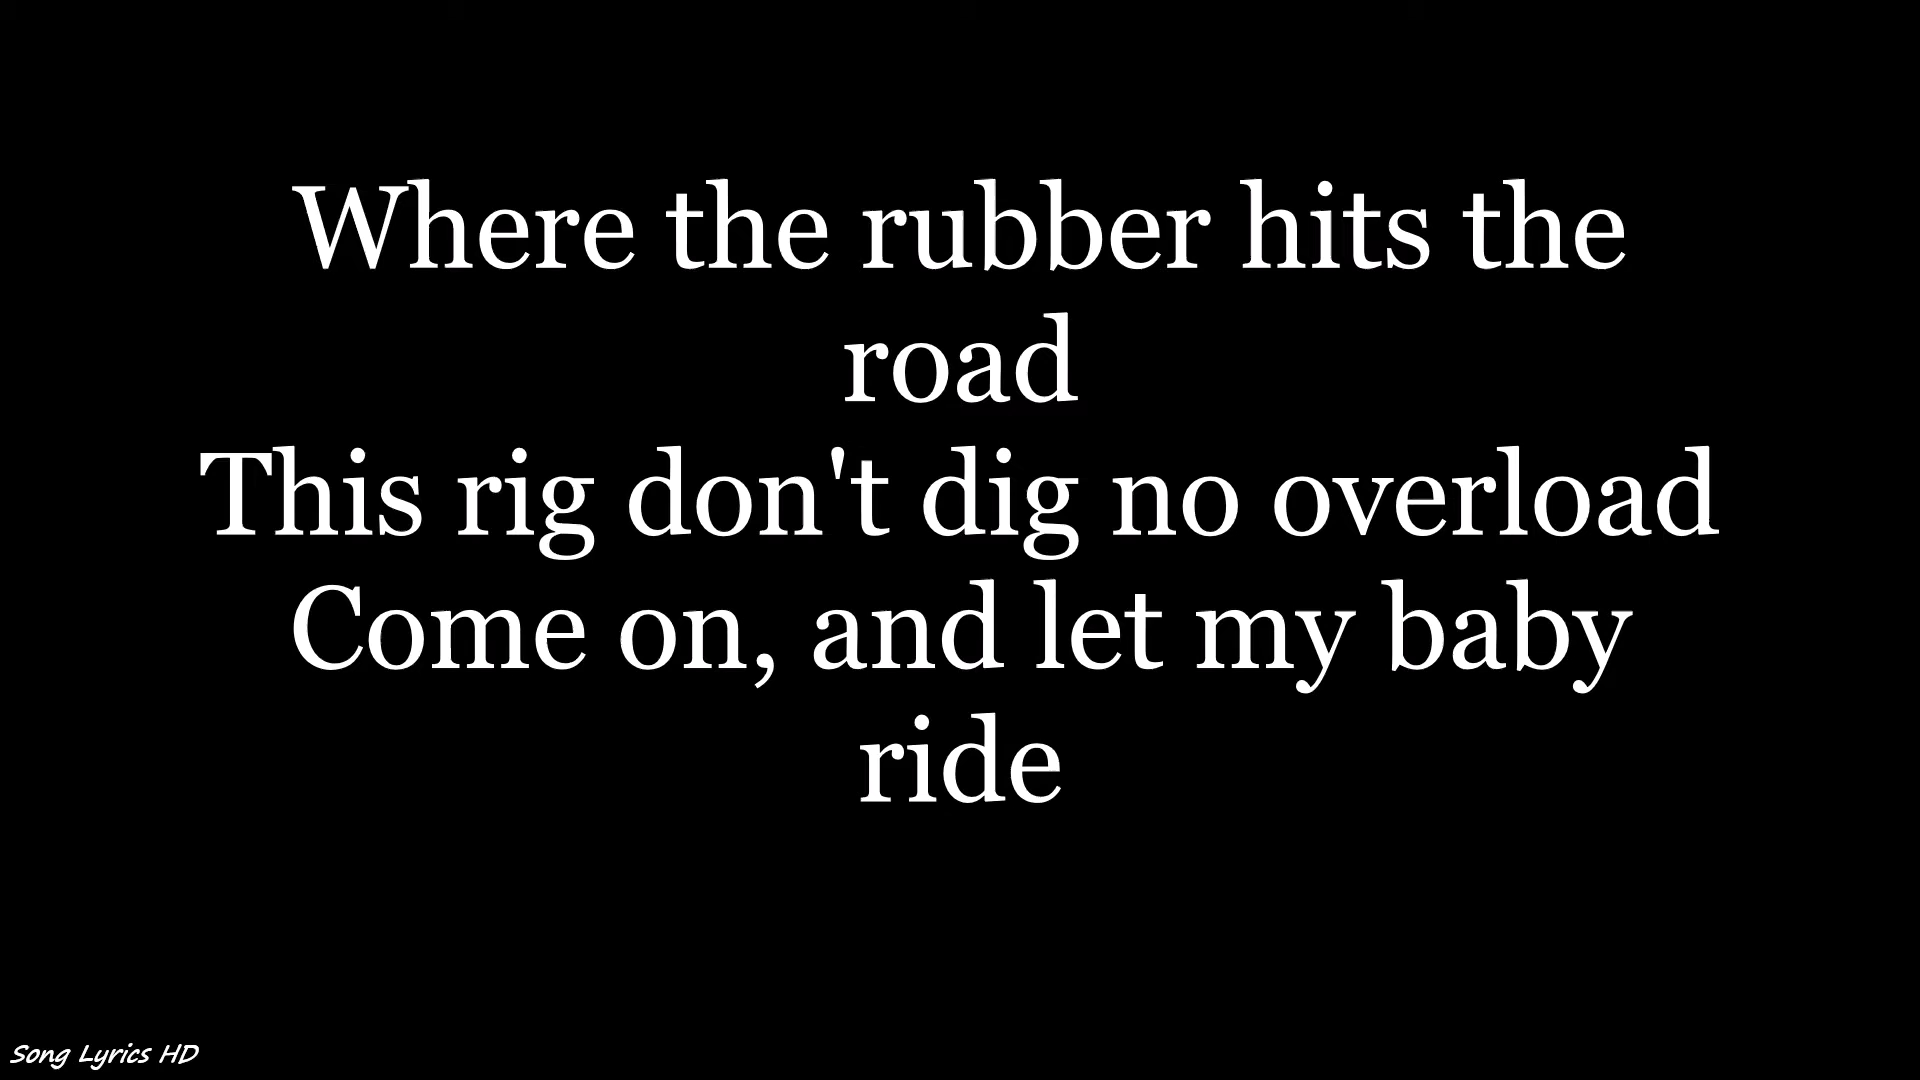 Where the rubber hits the
road
This rig don't dig no overload
Come on, and let my baby
ride
Song Lyrics HD